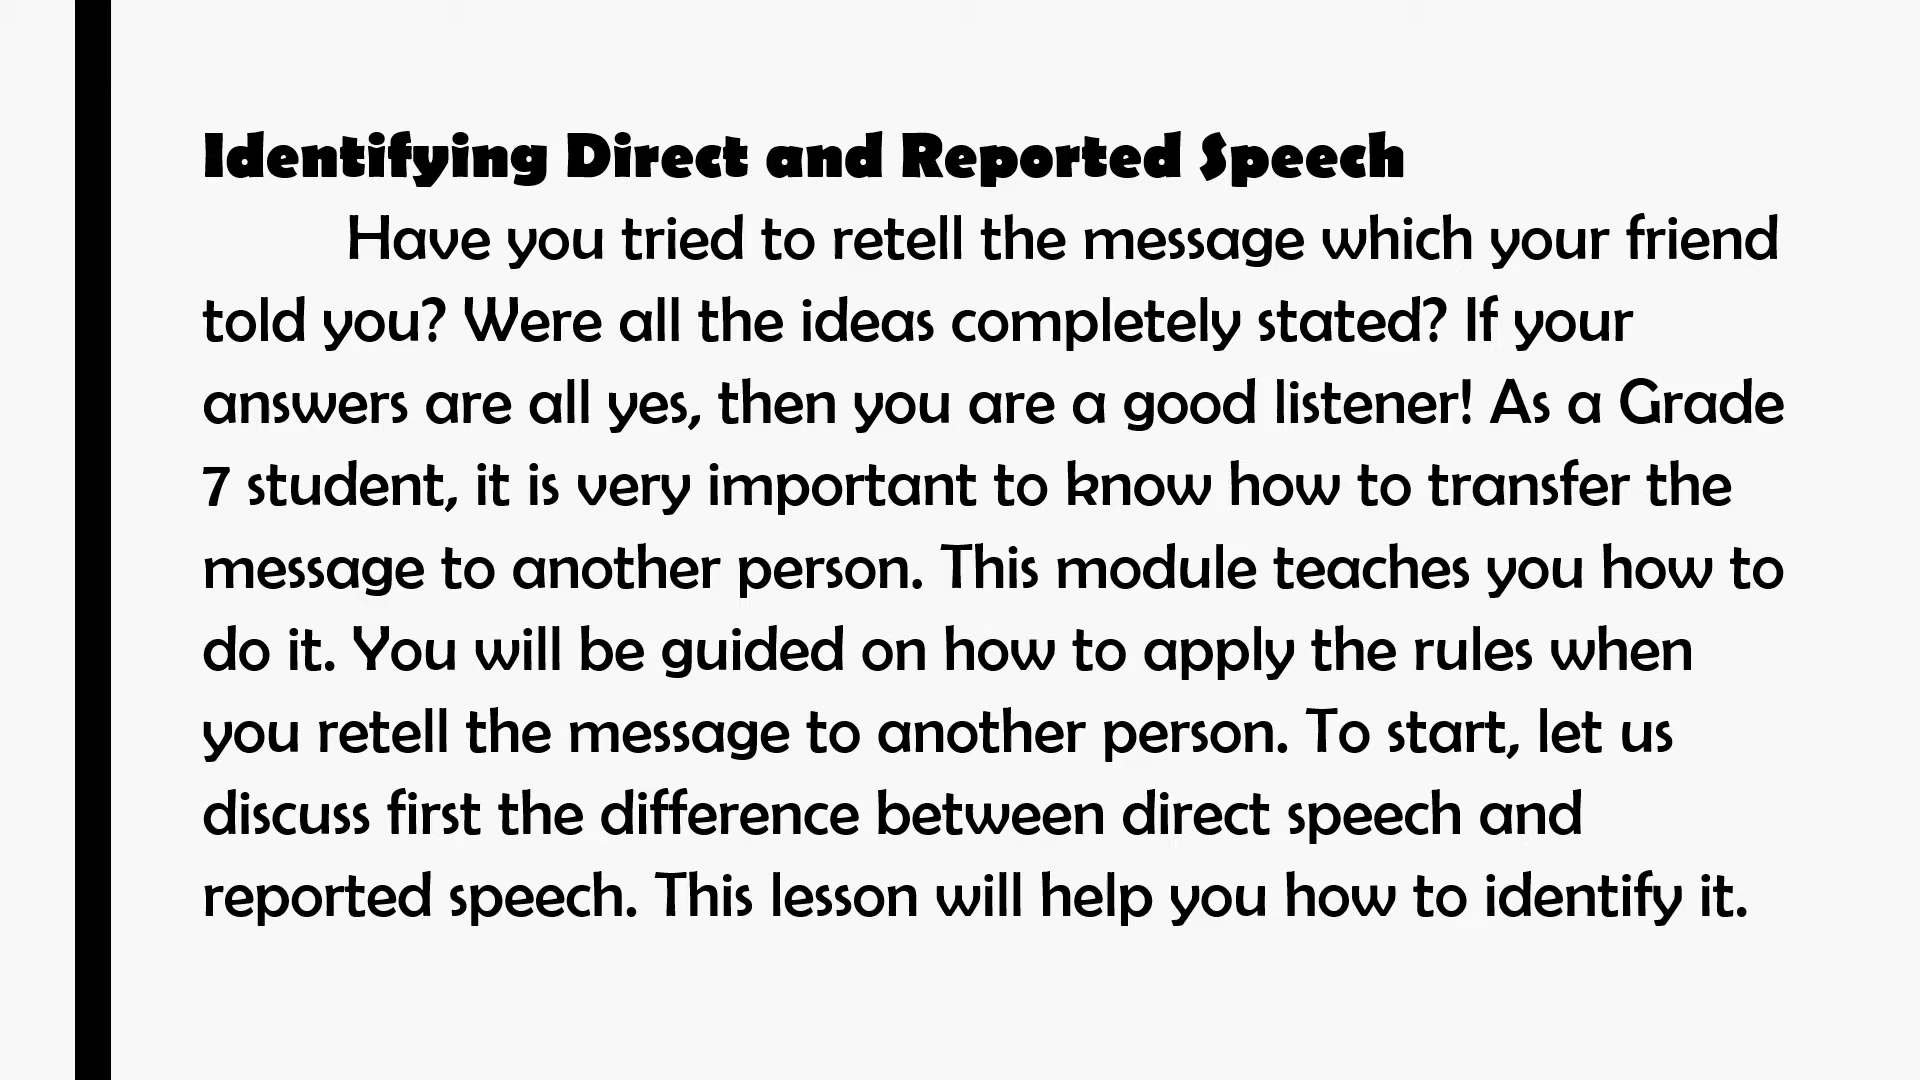 Identifying Direct and Reported Speech
Have you tried to retell the message which your friend
told you? Were all the ideas completely stated? If your
answers are all yes, then you are a good listener! As a Grade
7 student, it is very important to know how to transfer the
message to another person. This module teaches you how to
do it. You will be guided on how to apply the rules when
you retell the message to another person. To start, let us
discuss first the difference between direct speech and
reported speech. This lesson will help you how to identify it.